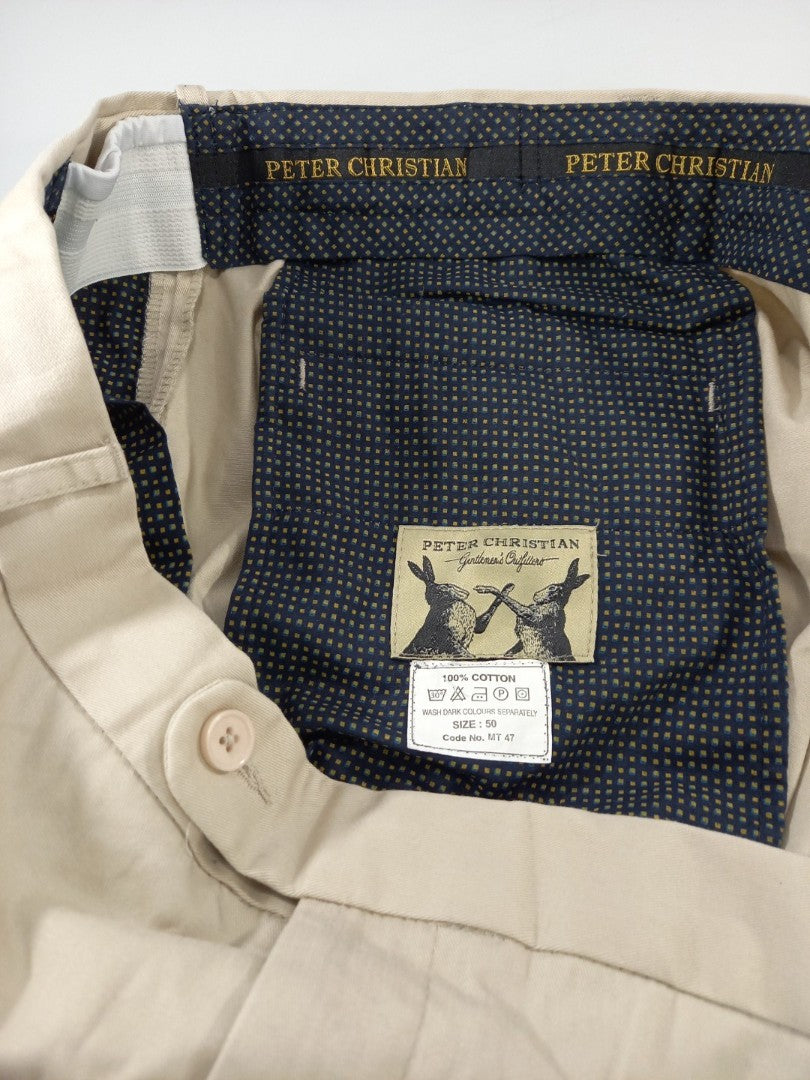 PETER CHRISTIAN PETER CHRISTIAN
PETER CHRISTIAN
Gentlemen's Outfitters
100% COTTON
30° P
WASH DARK COLOURS SEPARATELY
SIZE : 50
Code No. MT 47